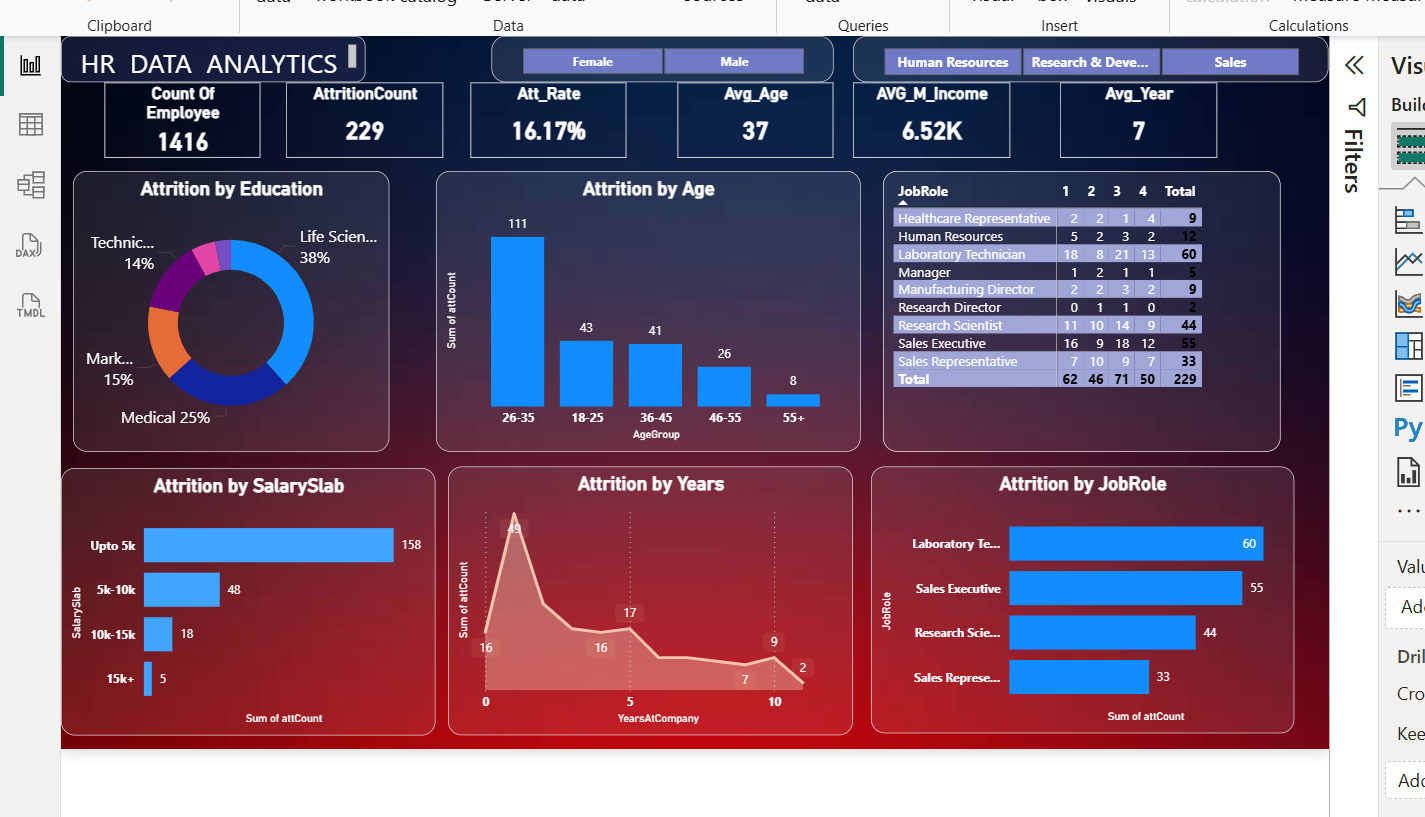 Clipboard Data Queries Insert Calculations
HR DATA ANALYTICS
Female Male
Human Resources Research & Deve... Sales
Filters
Count Of
Employee
1416
AttritionCount
229
Att_Rate
16.17%
Avg_Age
37
AVG_M_Income
6.52K
Avg_Year
7
Attrition by Education
Life Scien...
38%
Technic...
14%
Mark...
15%
Medical 25%
Attrition by Age
Sum of attCount
111
43
41
26
8
26-35 18-25 36-45 46-55 55+
AgeGroup
JobRole 1 2 3 4 Total
Healthcare Representative 2 2 1 4 9
Human Resources 5 2 3 2 12
Laboratory Technician 18 8 21 13 60
Manager 1 2 1 1 5
Manufacturing Director 2 2 3 2 9
Research Director 0 1 1 0 2
Research Scientist 11 10 14 9 44
Sales Executive 16 9 18 12 55
Sales Representative 7 10 9 7 33
Total 62 46 71 50 229
Attrition by SalarySlab
SalarySlab
Upto 5k 158
5k-10k 48
10k-15k 18
15k+ 5
Sum of attCount
Attrition by Years
Sum of attCount
16
49
16
17
7
9
2
0 5 10
YearsAtCompany
Attrition by JobRole
JobRole
Laboratory Te... 60
Sales Executive 55
Research Scie... 44
Sales Represe... 33
Sum of attCount
DAX
TMDL
Py
...